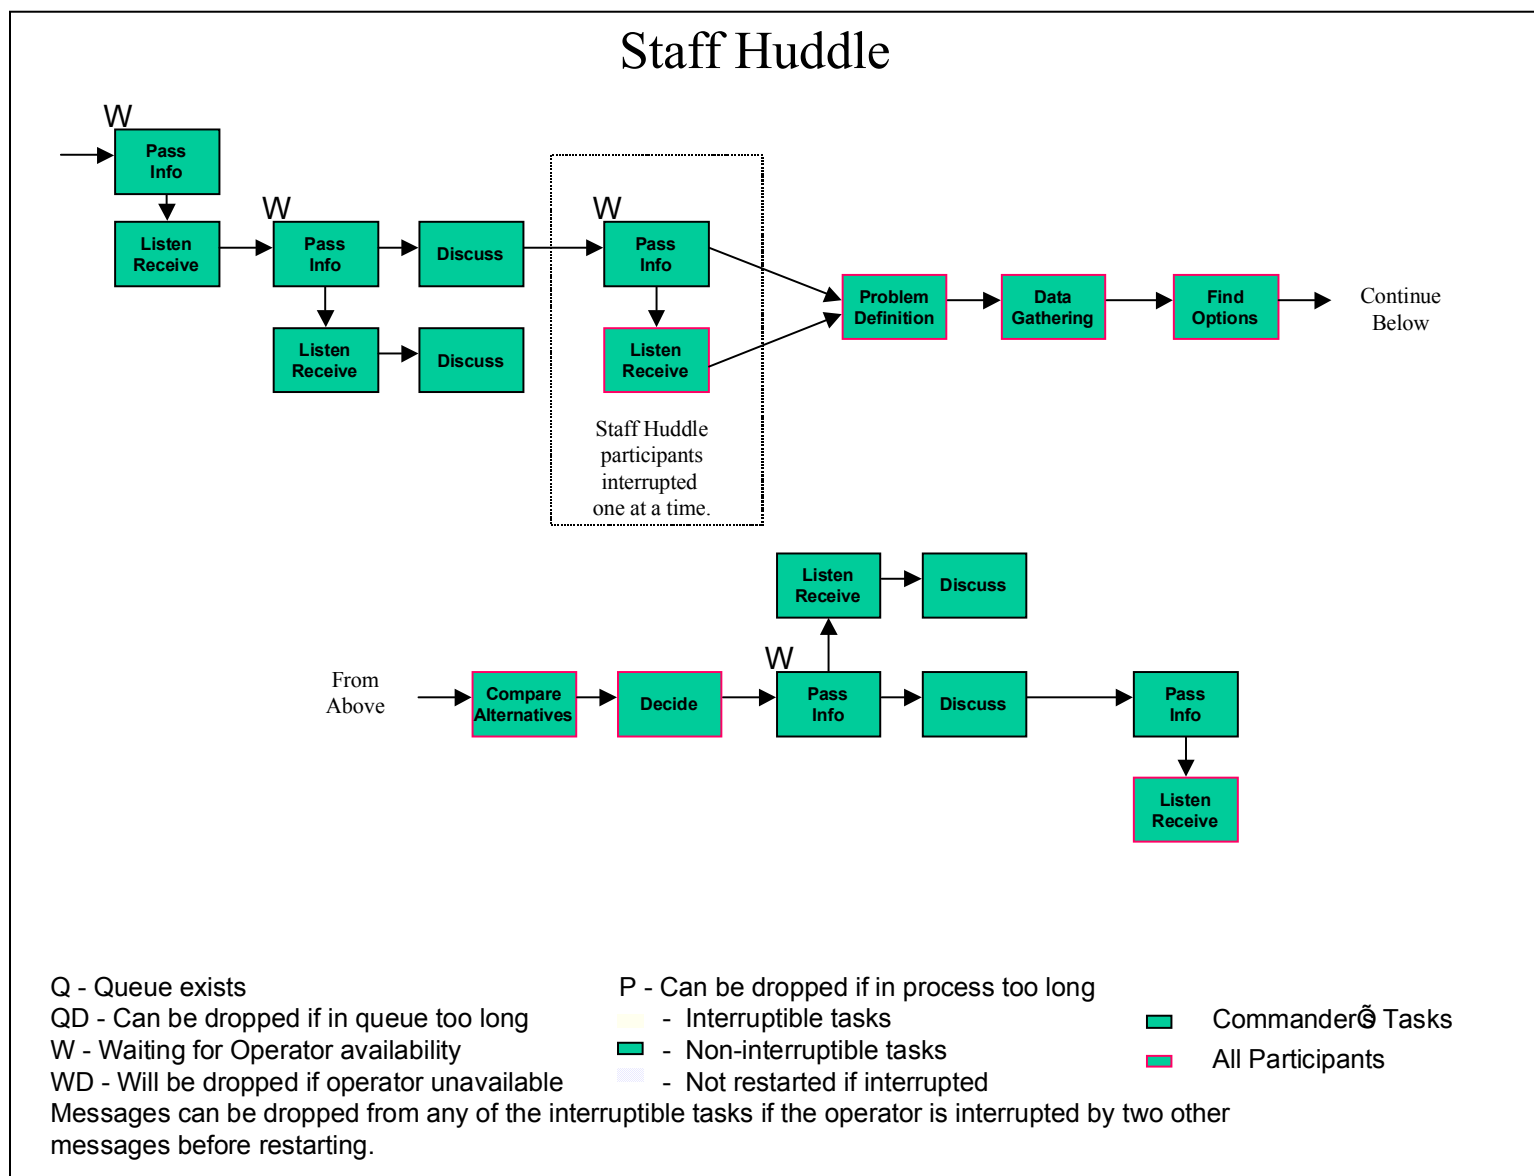 Staff Huddle
W
Pass
Info
Listen
Receive
W
Pass
Info
Discuss
Listen
Receive
Discuss
W
Pass
Info
Listen
Receive
Staff Huddle
participants
interrupted
one at a time.
Problem
Definition
Data
Gathering
Find
Options
Continue
Below
Listen
Receive
Discuss
From
Above
Compare
Alternatives
Decide
W
Pass
Info
Discuss
Pass
Info
Listen
Receive
Q - Queue exists
QD - Can be dropped if in queue too long
W - Waiting for Operator availability
WD - Will be dropped if operator unavailable
P - Can be dropped if in process too long
- Interruptible tasks
- Non-interruptible tasks
- Not restarted if interrupted
Tasks
All Participants
Messages can be dropped from any of the interruptible tasks if the operator is interrupted by two other
messages before restarting.